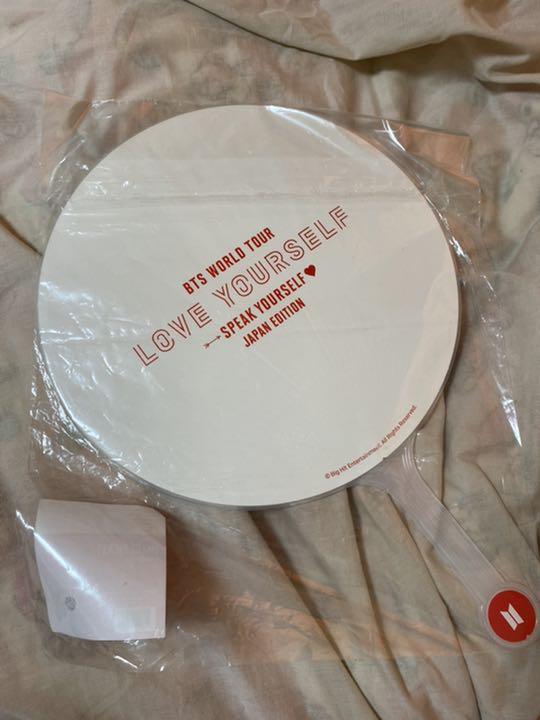 BTS WORLD TOUR
LOVE YOURSELF
SPEAK YOURSELF
JAPAN EDITION
© Big Hit Entertainment. All Rights Reserved.